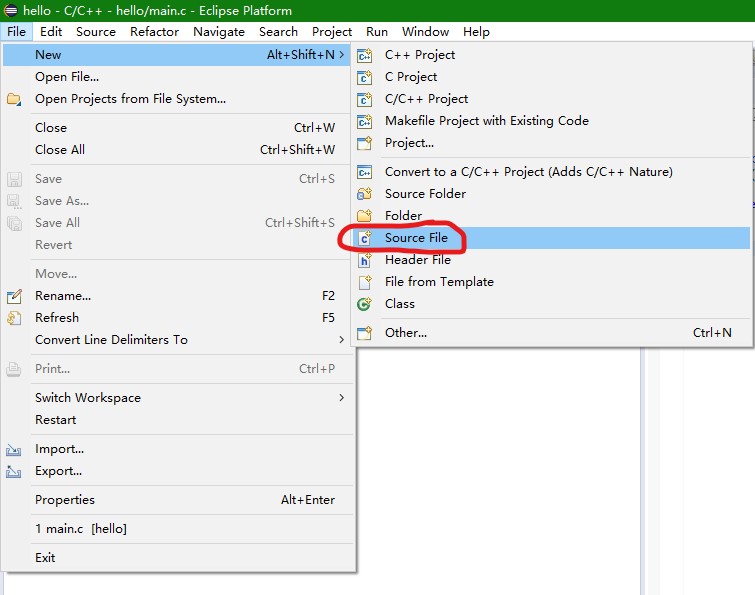 hello - C/C++ - hello/main.c - Eclipse Platform
File Edit Source Refactor Navigate Search Project Run Window Help
New Alt+Shift+N
Open File...
Open Projects from File System...
Close Ctrl+W
Close All Ctrl+Shift+W
Save Ctrl+S
Save As...
Save All Ctrl+Shift+S
Revert
Move...
Rename... F2
Refresh F5
Convert Line Delimiters To
Print... Ctrl+P
Switch Workspace
Restart
Import...
Export...
Properties Alt+Enter
1 main.c [hello]
Exit
C++ Project
C Project
C/C++ Project
Makefile Project with Existing Code
Project...
Convert to a C/C++ Project (Adds C/C++ Nature)
Source Folder
Folder
Source File
Header File
File from Template
Class
Other... Ctrl+N